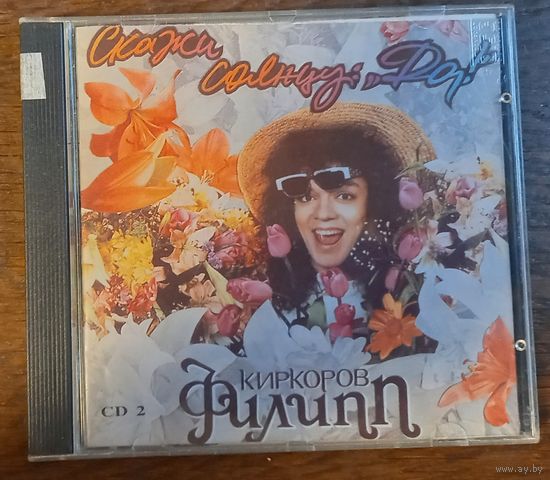 Скажи
солнцу: „Да!"
КИРКОРОВ
Филипп
CD 2
www.ay.by